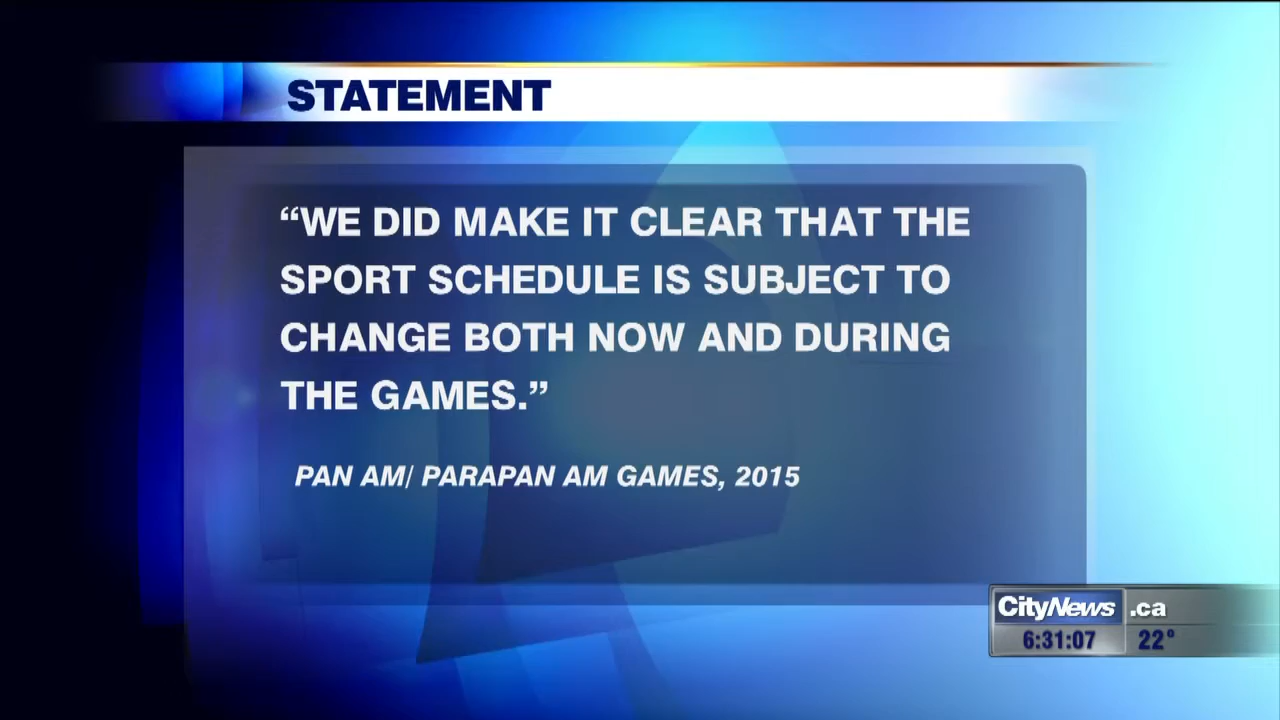 STATEMENT
“WE DID MAKE IT CLEAR THAT THE
SPORT SCHEDULE IS SUBJECT TO
CHANGE BOTH NOW AND DURING
THE GAMES.”
PAN AM/ PARAPAN AM GAMES, 2015
CityNews .ca
6:31:07 22°